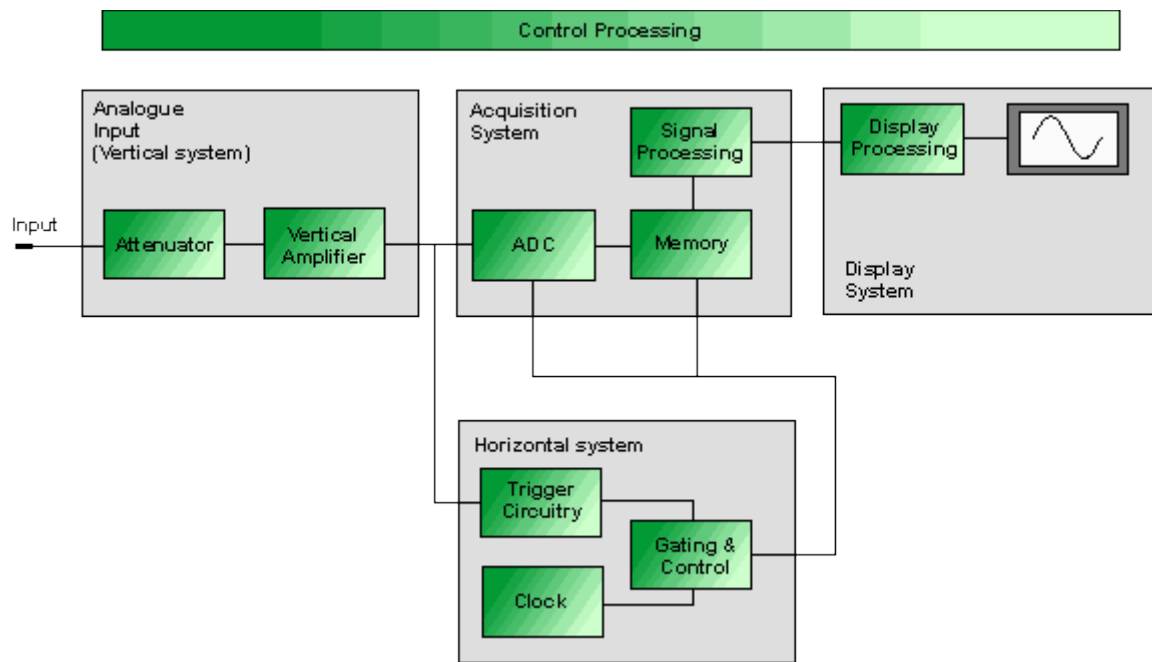 Control Processing
Analogue
Input
(Vertical system)
Input
Attenuator
Vertical
Amplifier
Acquisition
System
Signal
Processing
ADC
Memory
Display
Processing
Display
System
Horizontal system
Trigger
Circuitry
Gating &
Control
Clock